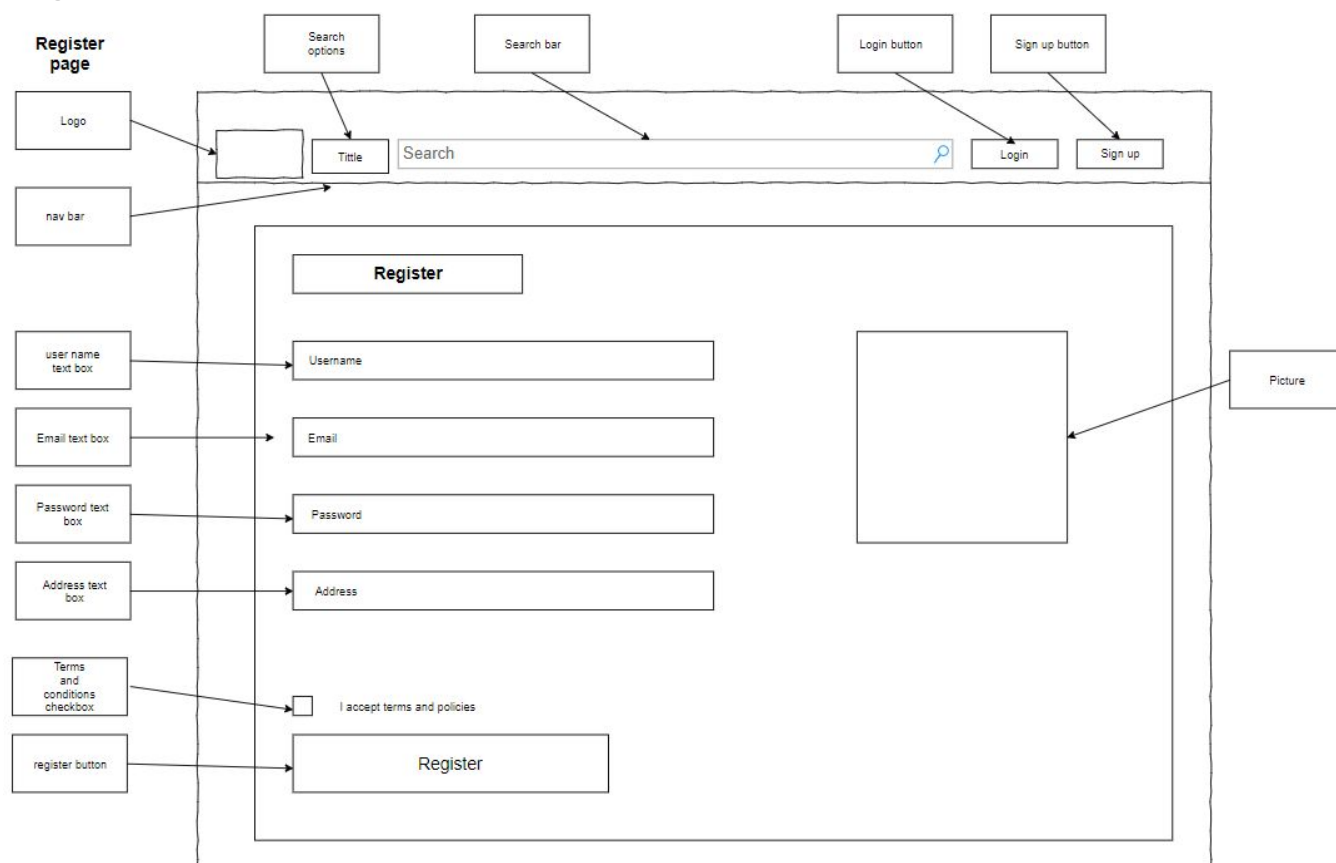 Register
page
Search
options
Search bar
Login button
Sign up button
Logo
Tittle
Search
Login
Sign up
nav bar
Register
user name
text box
Username
Picture
Email text box
Email
Password text
box
Password
Address text
box
Address
Terms
and
conditions
checkbox
I accept terms and policies
register button
Register